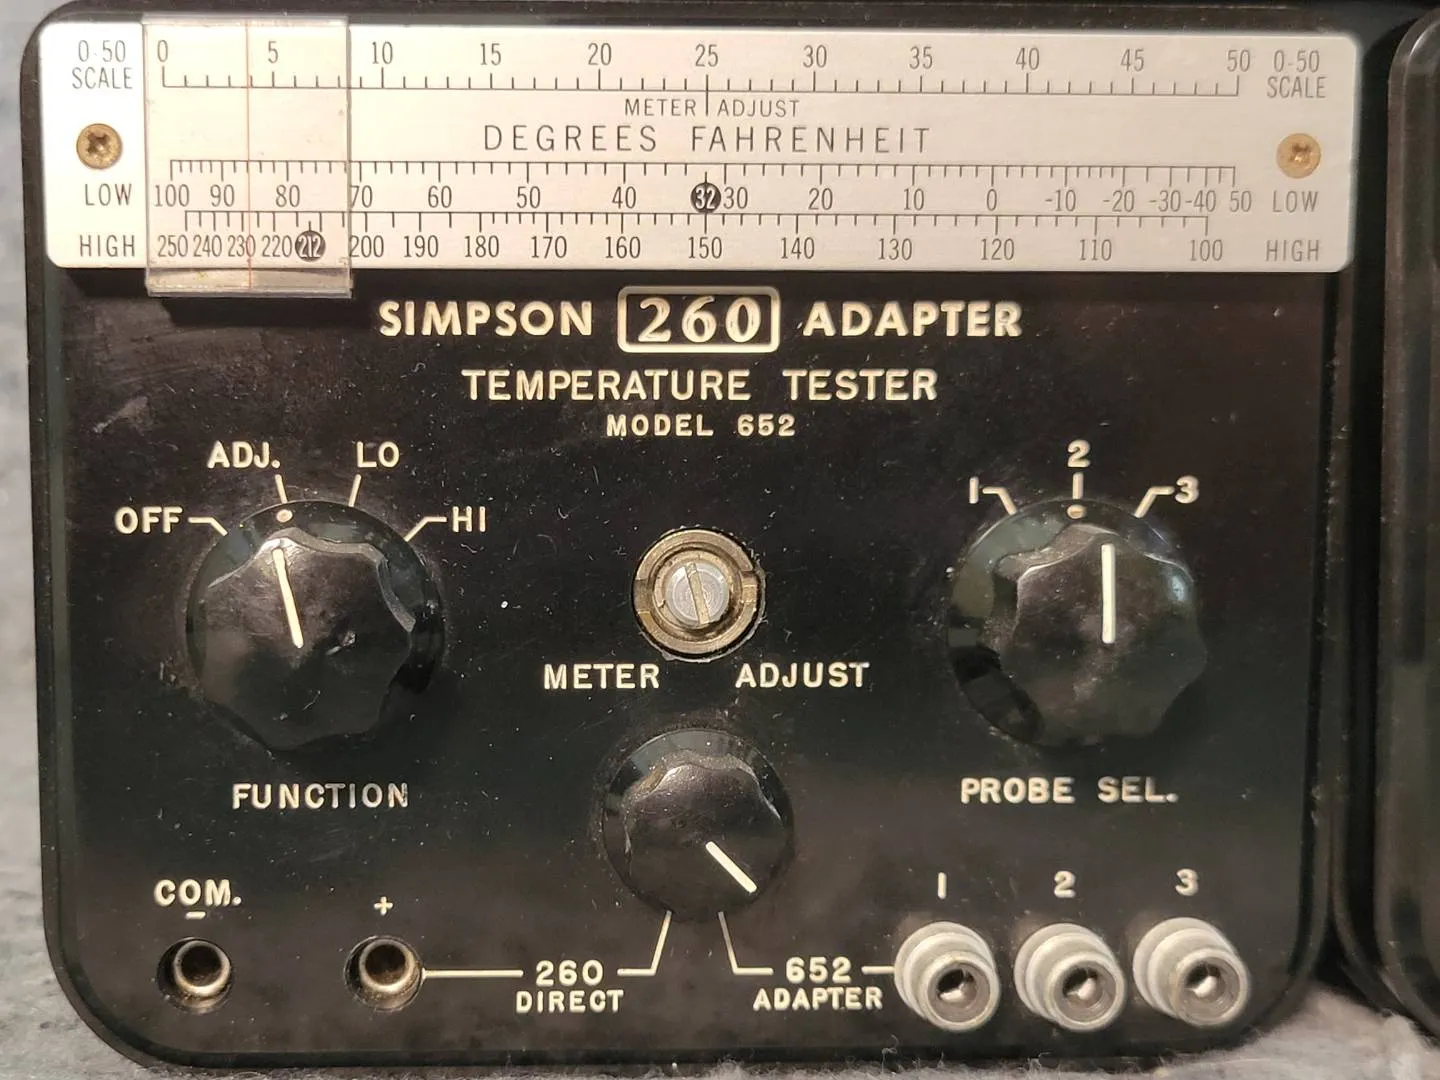 0-50 0 5 10 15 20 25 30 35 40 45 50 0-50
SCALE SCALE
METER ADJUST
DEGREES FAHRENHEIT
LOW 100 90 80 70 60 50 40 32 30 20 10 0 -10 -20 -30 -40 50 LOW
HIGH 250 240 230 220 212 200 190 180 170 160 150 140 130 120 110 100 HIGH
SIMPSON 260 ADAPTER
TEMPERATURE TESTER
MODEL 652
OFF ADJ. LO HI
1 2 3
METER ADJUST
FUNCTION
PROBE SEL.
COM. +
-
1 2 3
260 652
DIRECT ADAPTER